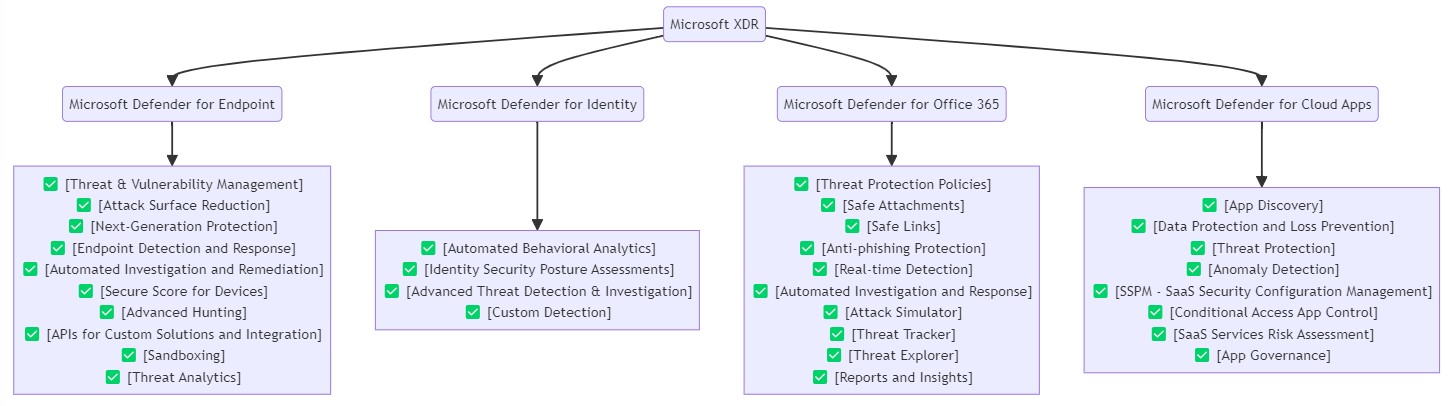 Microsoft XDR
Microsoft Defender for Endpoint
Microsoft Defender for Identity
Microsoft Defender for Office 365
Microsoft Defender for Cloud Apps
✅ [Threat & Vulnerability Management]
✅ [Attack Surface Reduction]
✅ [Next-Generation Protection]
✅ [Endpoint Detection and Response]
✅ [Automated Investigation and Remediation]
✅ [Secure Score for Devices]
✅ [Advanced Hunting]
✅ [APIs for Custom Solutions and Integration]
✅ [Sandboxing]
✅ [Threat Analytics]
✅ [Automated Behavioral Analytics]
✅ [Identity Security Posture Assessments]
✅ [Advanced Threat Detection & Investigation]
✅ [Custom Detection]
✅ [Threat Protection Policies]
✅ [Safe Attachments]
✅ [Safe Links]
✅ [Anti-phishing Protection]
✅ [Real-time Detection]
✅ [Automated Investigation and Response]
✅ [Attack Simulator]
✅ [Threat Tracker]
✅ [Threat Explorer]
✅ [Reports and Insights]
✅ [App Discovery]
✅ [Data Protection and Loss Prevention]
✅ [Threat Protection]
✅ [Anomaly Detection]
✅ [SSPM - SaaS Security Configuration Management]
✅ [Conditional Access App Control]
✅ [SaaS Services Risk Assessment]
✅ [App Governance]